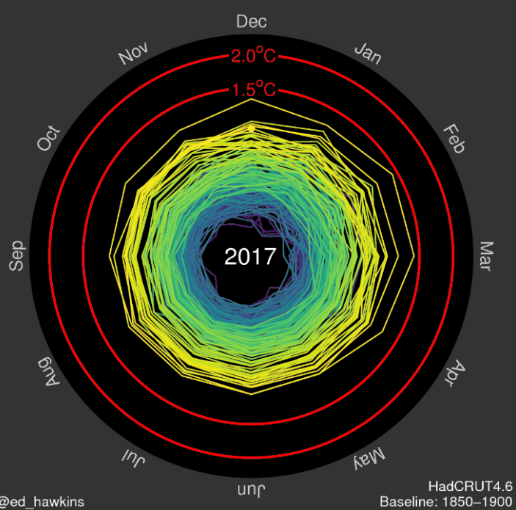 Dec
Jan
Feb
Mar
Apr
May
Jun
Jul
Aug
Sep
Oct
Nov
2.0°C
1.5°C
2017
@ed_hawkins
HadCRUT4.6
Baseline: 1850–1900